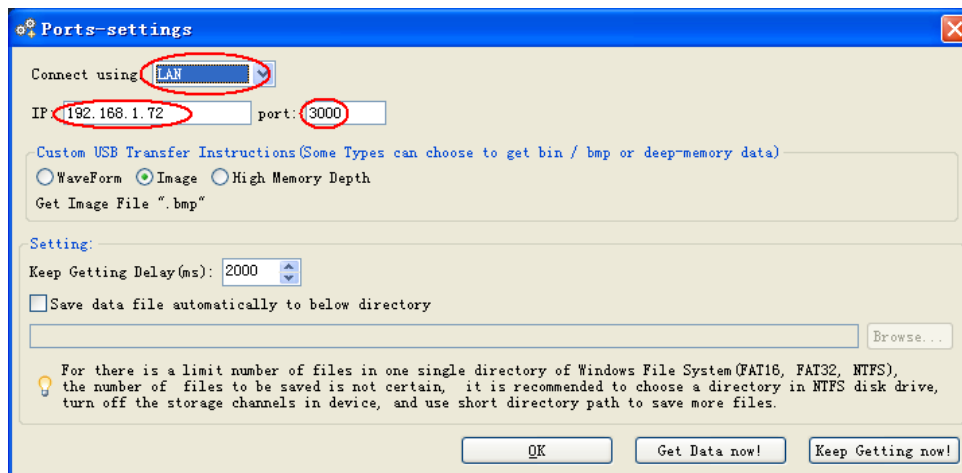 Ports-settings
Connect using: LAN
IP: 192.168.1.72 port: 3000
Custom USB Transfer Instructions(Some Types can choose to get bin / bmp or deep-memory data)
WaveForm Image High Memory Depth
Get Image File ".bmp"
Setting:
Keep Getting Delay(ms): 2000
Save data file automatically to below directory
Browse...
For there is a limit number of files in one single directory of Windows File System(FAT16, FAT32, NTFS),
the number of files to be saved is not certain, it is recommended to choose a directory in NTFS disk drive,
turn off the storage channels in device, and use short directory path to save more files.
OK Get Data now! Keep Getting now!